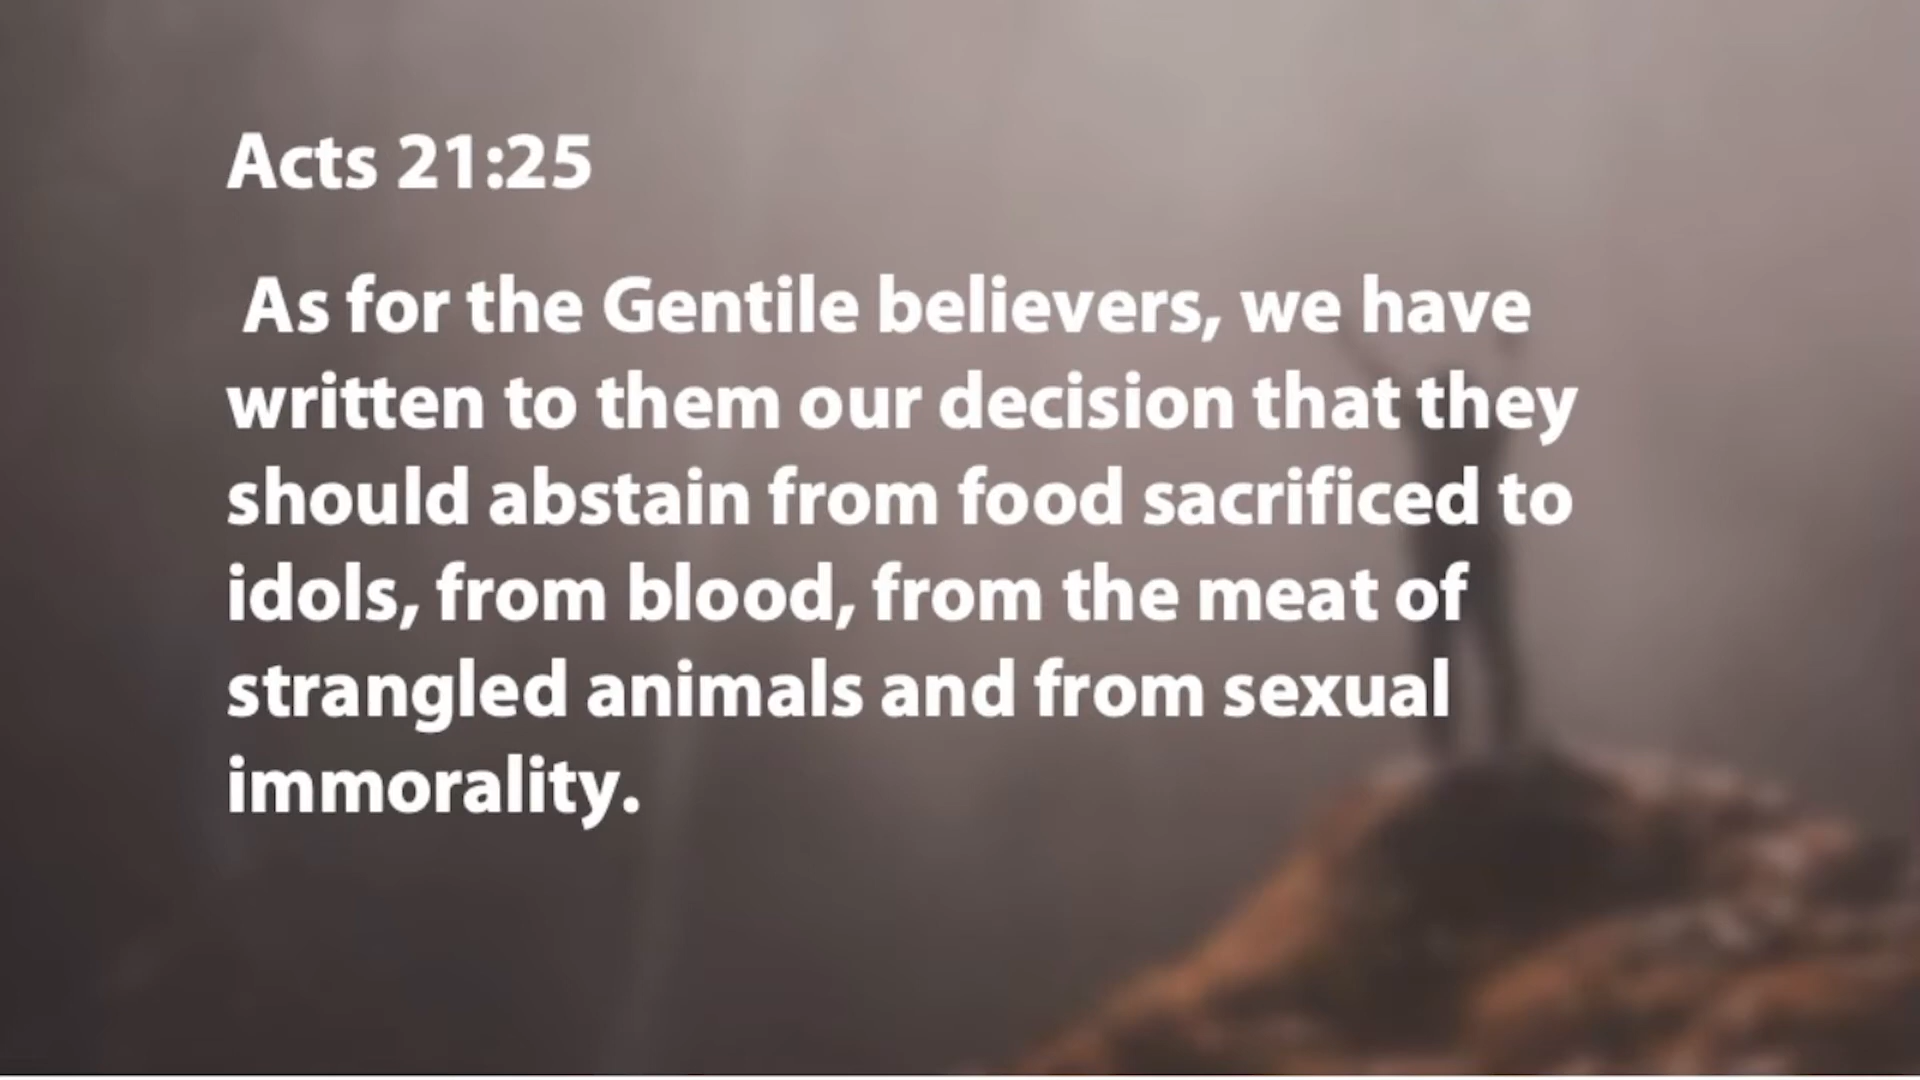 Acts 21:25
As for the Gentile believers, we have
written to them our decision that they
should abstain from food sacrificed to
idols, from blood, from the meat of
strangled animals and from sexual
immorality.